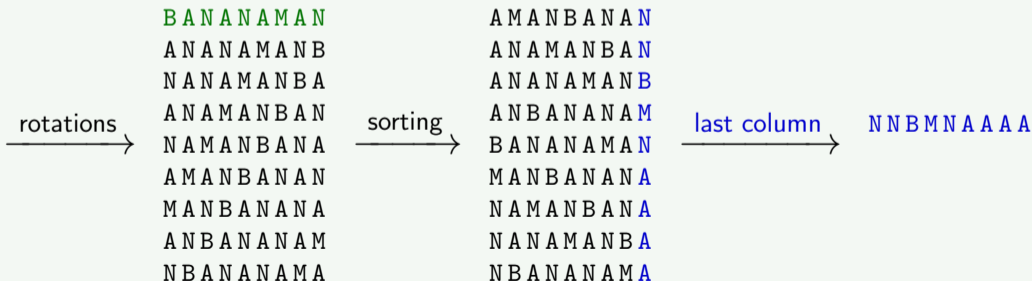 rotations
BANANAMAN
ANANAMANB
NANAMANBA
ANAMANBAN
NAMANBANA
AMANBANAN
MANBANANA
ANBANANAM
NBANANAMA
sorting
AMANBANAN
ANAMANBAN
ANANAMANB
ANBANANAM
BANANAMAN
MANBANANA
NAMANBANA
NANAMANBA
NBANANAMA
last column
NNBMNAAAA